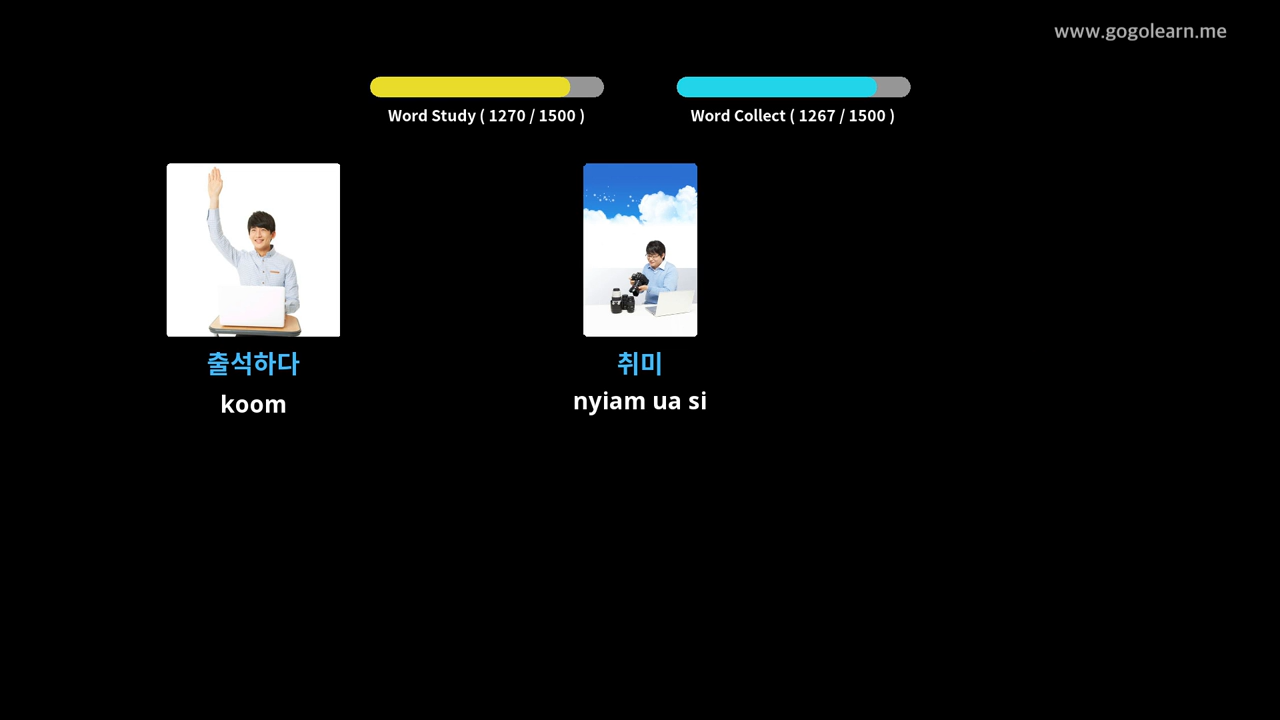 www.gogolearn.me
Word Study ( 1270 / 1500 )
Word Collect ( 1267 / 1500 )
출석하다
koom
취미
nyiam ua si